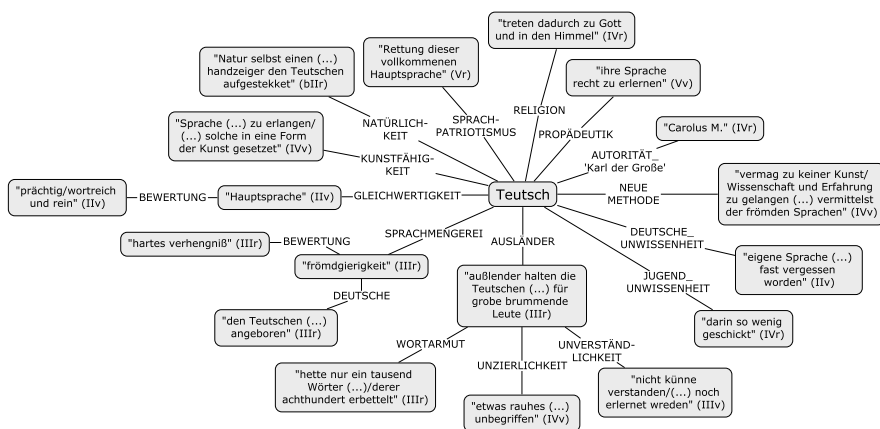 "treten dadurch zu Gott
und in den Himmel" (IVr)
"Natur selbst einen (...)
handzeiger den Teutschen
aufgestekket" (bIIr)
"Rettung dieser
vollkommenen
Hauptsprache" (Vr)
"ihre Sprache
recht zu erlernen" (Vv)
RELIGION
NATÜRLICH-
KEIT
SPRACH-
PATRIOTISMUS
PROPÄDEUTIK
"Carolus M." (IVr)
"Sprache (...) zu erlangen/
(...) solche in eine Form
der Kunst gesetzet" (IVv)
KUNSTFÄHIG-
KEIT
AUTORITÄT_
'Karl der Große'
"prächtig/wortreich
und rein" (IIv)
BEWERTUNG
"Hauptsprache" (IIv)
GLEICHWERTIGKEIT
Teutsch
NEUE
METHODE
"vermag zu keiner Kunst/
Wissenschaft und Erfahrung
zu gelangen (...) vermittelst
der frömden Sprachen" (IVv)
"hartes verhengniß" (IIIr)
BEWERTUNG
SPRACHMENGEREI
AUSLÄNDER
DEUTSCHE_
UNWISSENHEIT
"frömdgierigkeit" (IIIr)
"eigene Sprache (...)
fast vergessen
worden" (IIv)
JUGEND_
UNWISSENHEIT
DEUTSCHE
"außlender halten die
Teutschen (...) für
grobe brummende
Leute (IIIr)
"den Teutschen (...)
angeboren" (IIIr)
"darin so wenig
geschickt" (IVr)
WORTARMUT
UNZIERLICHKEIT
UNVERSTÄND-
LICHKEIT
"hette nur ein tausend
Wörter (...)/derer
achthundert erbettelt" (IIIr)
"etwas rauhes (...)
unbegriffen" (IVv)
"nicht künne
verstanden/(...) noch
erlernet wreden" (IIIv)